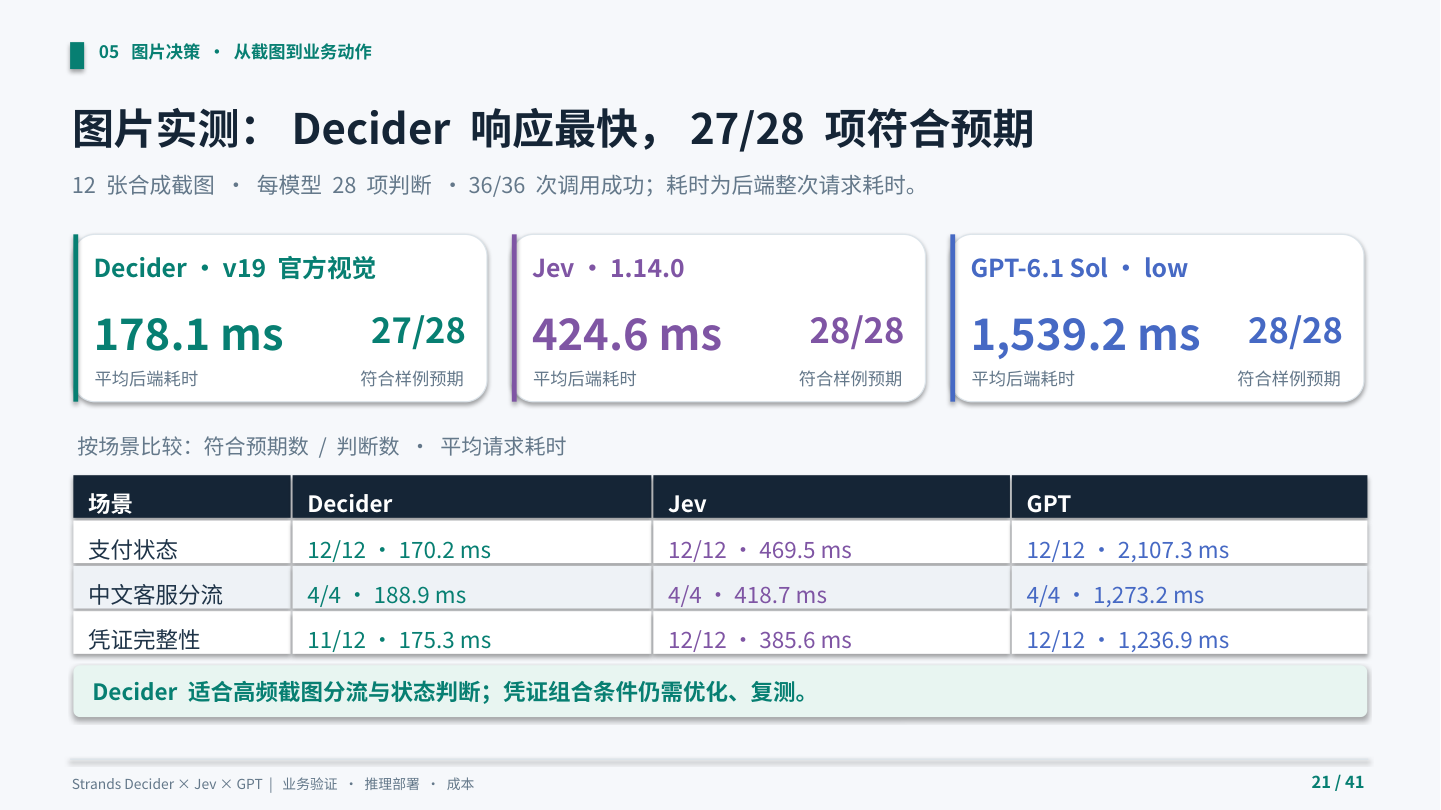 05 图片决策 · 从截图到业务动作
图片实测： Decider 响应最快， 27/28 项符合预期
12 张合成截图 · 每模型 28 项判断 · 36/36 次调用成功；耗时为后端整次请求耗时。
Decider · v19 官方视觉
178.1 ms 27/28
平均后端耗时 符合样例预期
Jev · 1.14.0
424.6 ms 28/28
平均后端耗时 符合样例预期
GPT-6.1 Sol · low
1,539.2 ms 28/28
平均后端耗时 符合样例预期
按场景比较：符合预期数 / 判断数 · 平均请求耗时
场景 Decider Jev GPT
支付状态 12/12 · 170.2 ms 12/12 · 469.5 ms 12/12 · 2,107.3 ms
中文客服分流 4/4 · 188.9 ms 4/4 · 418.7 ms 4/4 · 1,273.2 ms
凭证完整性 11/12 · 175.3 ms 12/12 · 385.6 ms 12/12 · 1,236.9 ms
Decider 适合高频截图分流与状态判断；凭证组合条件仍需优化、复测。
Strands Decider × Jev × GPT | 业务验证 · 推理部署 · 成本
21 / 41